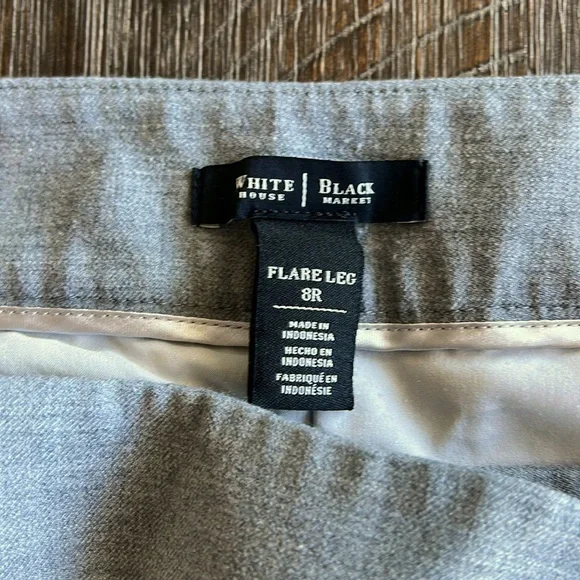 WHITE | BLACK
HOUSE | MARKET
FLARE LEG
8R
MADE IN
INDONESIA
HECHO EN
INDONESIA
FABRIQUÉ EN
INDONÉSIE